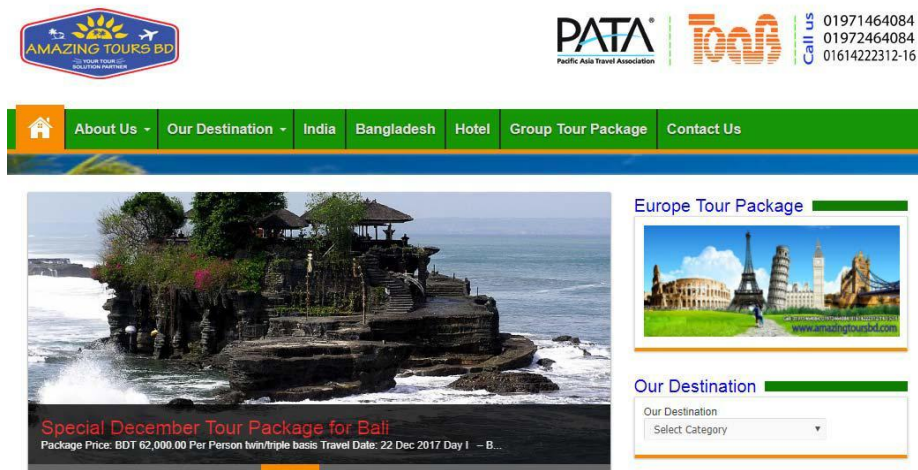 AMAZING TOURS BD
YOUR TOUR
SOLUTION PARTNER
PATA®
Pacific Asia Travel Association
Toab
Call us
01971464084
01972464084
01614222312-16
About Us
Our Destination
India
Bangladesh
Hotel
Group Tour Package
Contact Us
Europe Tour Package
www.amazingtoursbd.com
Special December Tour Package for Bali
Package Price: BDT 62,000.00 Per Person twin/triple basis Travel Date: 22 Dec 2017 Day I – B...
Our Destination
Our Destination
Select Category